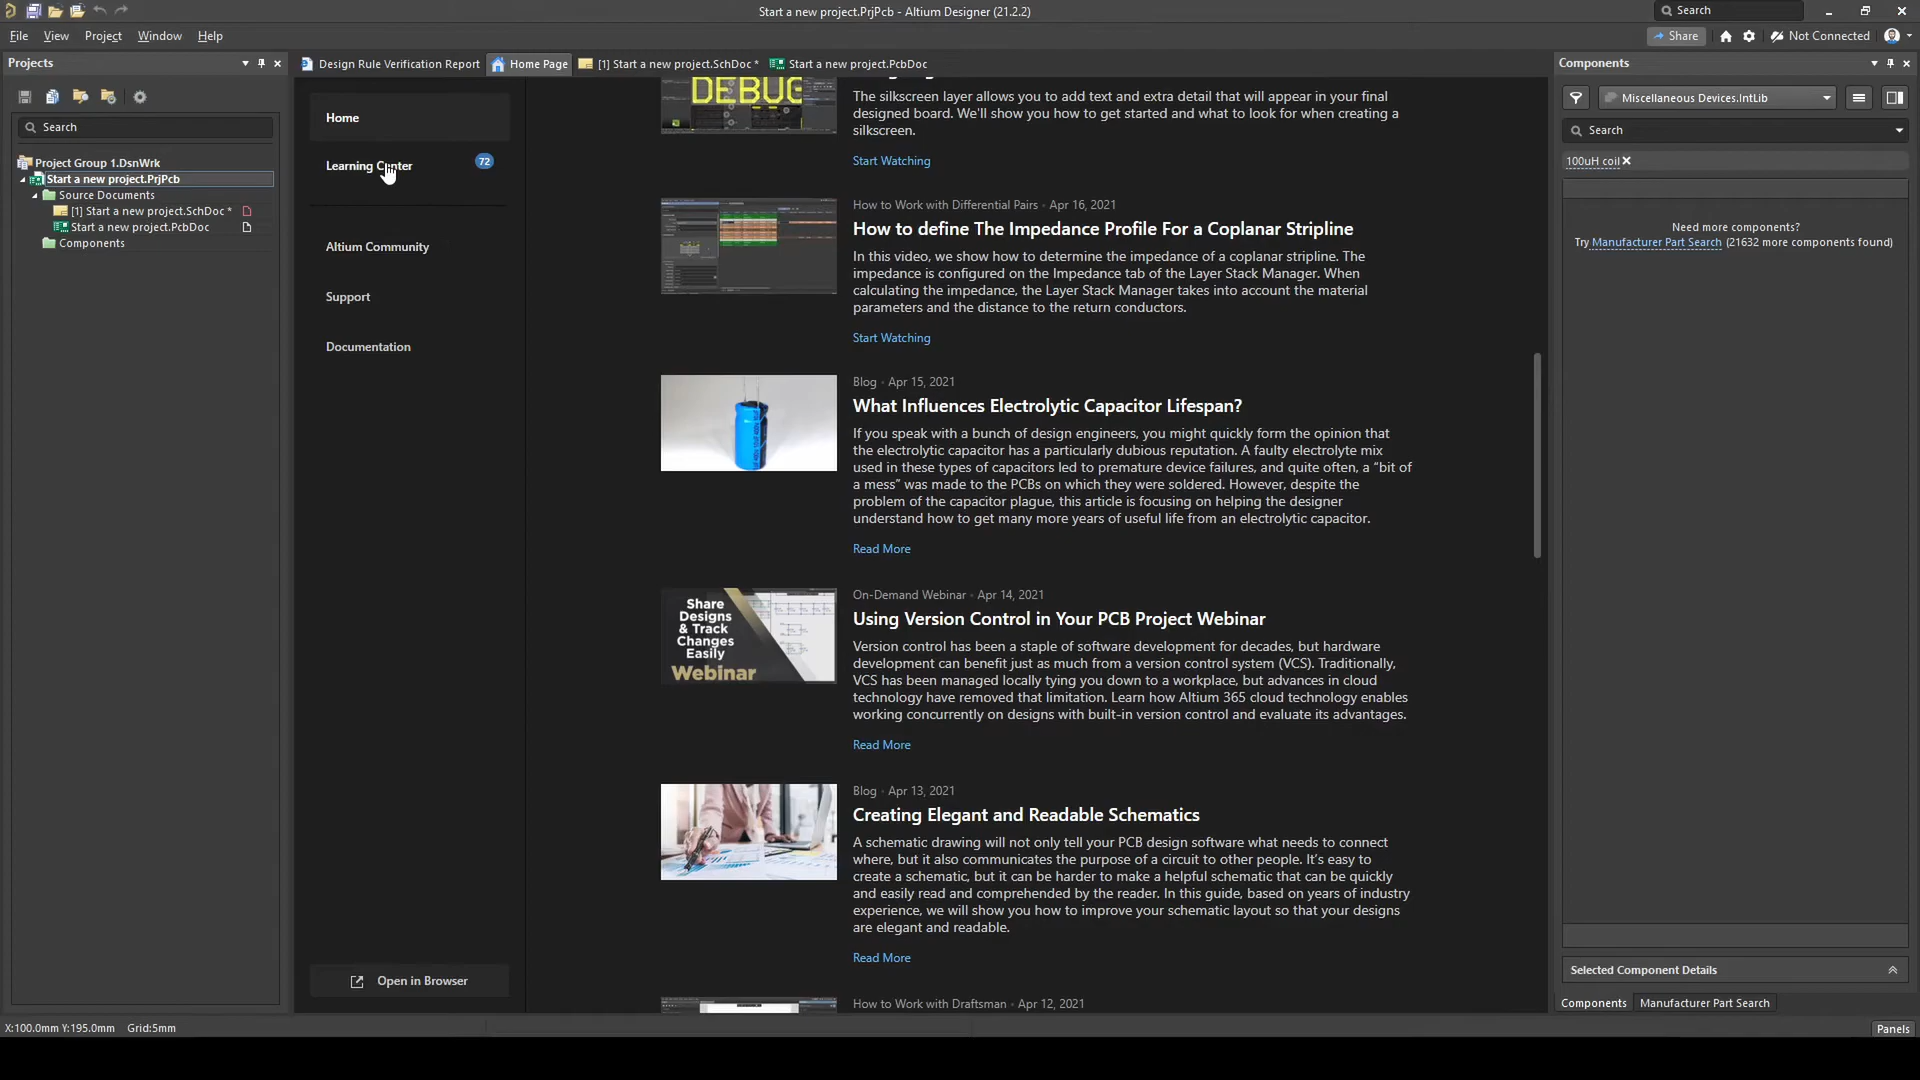 Start a new project.PrjPcb - Altium Designer (21.2.2)
Search
File View Project Window Help
Share
Not Connected
Projects
Search
Project Group 1.DsnWrk
Start a new project.PrjPcb
Source Documents
[1] Start a new project.SchDoc *
Start a new project.PcbDoc
Components
Design Rule Verification Report
Home Page
[1] Start a new project.SchDoc *
Start a new project.PcbDoc
Home
Learning Center
72
Altium Community
Support
Documentation
Open in Browser
DEBUG
The silkscreen layer allows you to add text and extra detail that will appear in your final
designed board. We'll show you how to get started and what to look for when creating a
silkscreen.
Start Watching
How to Work with Differential Pairs • Apr 16, 2021
How to define The Impedance Profile For a Coplanar Stripline
In this video, we show how to determine the impedance of a coplanar stripline. The
impedance is configured on the Impedance tab of the Layer Stack Manager. When
calculating the impedance, the Layer Stack Manager takes into account the material
parameters and the distance to the return conductors.
Start Watching
Blog • Apr 15, 2021
What Influences Electrolytic Capacitor Lifespan?
If you speak with a bunch of design engineers, you might quickly form the opinion that
the electrolytic capacitor has a particularly dubious reputation. A faulty electrolyte mix
used in these types of capacitors led to premature device failures, and quite often, a “bit of
a mess” was made to the PCBs on which they were soldered. However, despite the
problem of the capacitor plague, this article is focusing on helping the designer
understand how to get many more years of useful life from an electrolytic capacitor.
Read More
Share
Designs
& Track
Changes
Easily
Webinar
On-Demand Webinar • Apr 14, 2021
Using Version Control in Your PCB Project Webinar
Version control has been a staple of software development for decades, but hardware
development can benefit just as much from a version control system (VCS). Traditionally,
VCS has been managed locally tying you down to a workplace, but advances in cloud
technology have removed that limitation. Learn how Altium 365 cloud technology enables
working concurrently on designs with built-in version control and evaluate its advantages.
Read More
Blog • Apr 13, 2021
Creating Elegant and Readable Schematics
A schematic drawing will not only tell your PCB design software what needs to connect
where, but it also communicates the purpose of a circuit to other people. It’s easy to
create a schematic, but it can be harder to make a helpful schematic that can be quickly
and easily read and comprehended by the reader. In this guide, based on years of industry
experience, we will show you how to improve your schematic layout so that your designs
are elegant and readable.
Read More
How to Work with Draftsman • Apr 12, 2021
Components
Miscellaneous Devices.IntLib
Search
100uH coil
Need more components?
Try Manufacturer Part Search (21632 more components found)
Selected Component Details
Components
Manufacturer Part Search
X:100.0mm Y:195.0mm Grid:5mm
Panels